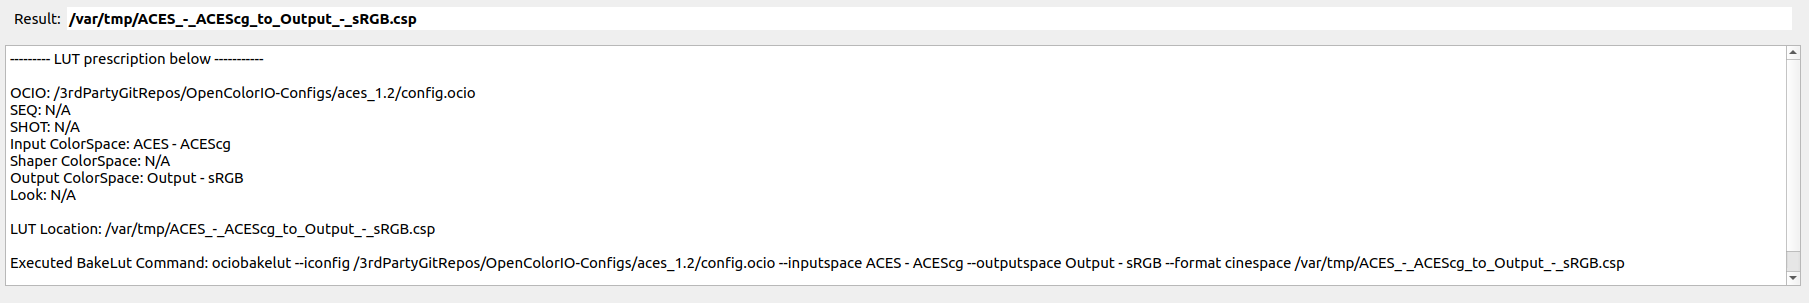 Result: /var/tmp/ACES_-_ACEScg_to_Output_-_sRGB.csp
--------- LUT prescription below -----------
OCIO: /3rdPartyGitRepos/OpenColorIO-Configs/aces_1.2/config.ocio
SEQ: N/A
SHOT: N/A
Input ColorSpace: ACES - ACEScg
Shaper ColorSpace: N/A
Output ColorSpace: Output - sRGB
Look: N/A
LUT Location: /var/tmp/ACES_-_ACEScg_to_Output_-_sRGB.csp
Executed BakeLut Command: ociobakelut --iconfig /3rdPartyGitRepos/OpenColorIO-Configs/aces_1.2/config.ocio --inputspace ACES - ACEScg --outputspace Output - sRGB --format cinespace /var/tmp/ACES_-_ACEScg_to_Output_-_sRGB.csp